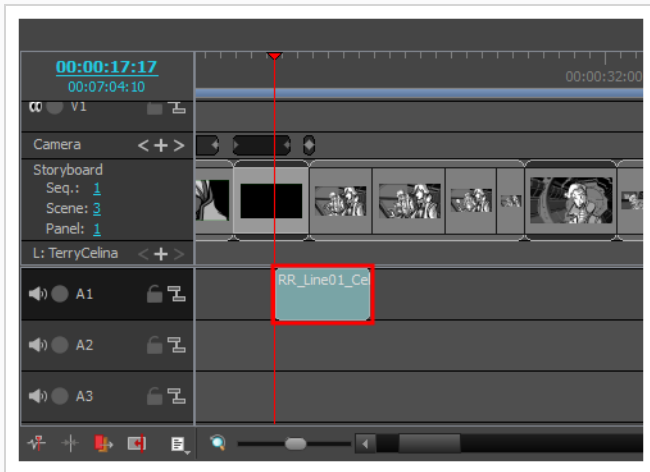 00:00:17:17
00:07:04:10
00:00:32:00
V1
Camera
Storyboard
Seq.: 1
Scene: 3
Panel: 1
L: TerryCelina
A1
RR_Line01_Cel
A2
A3